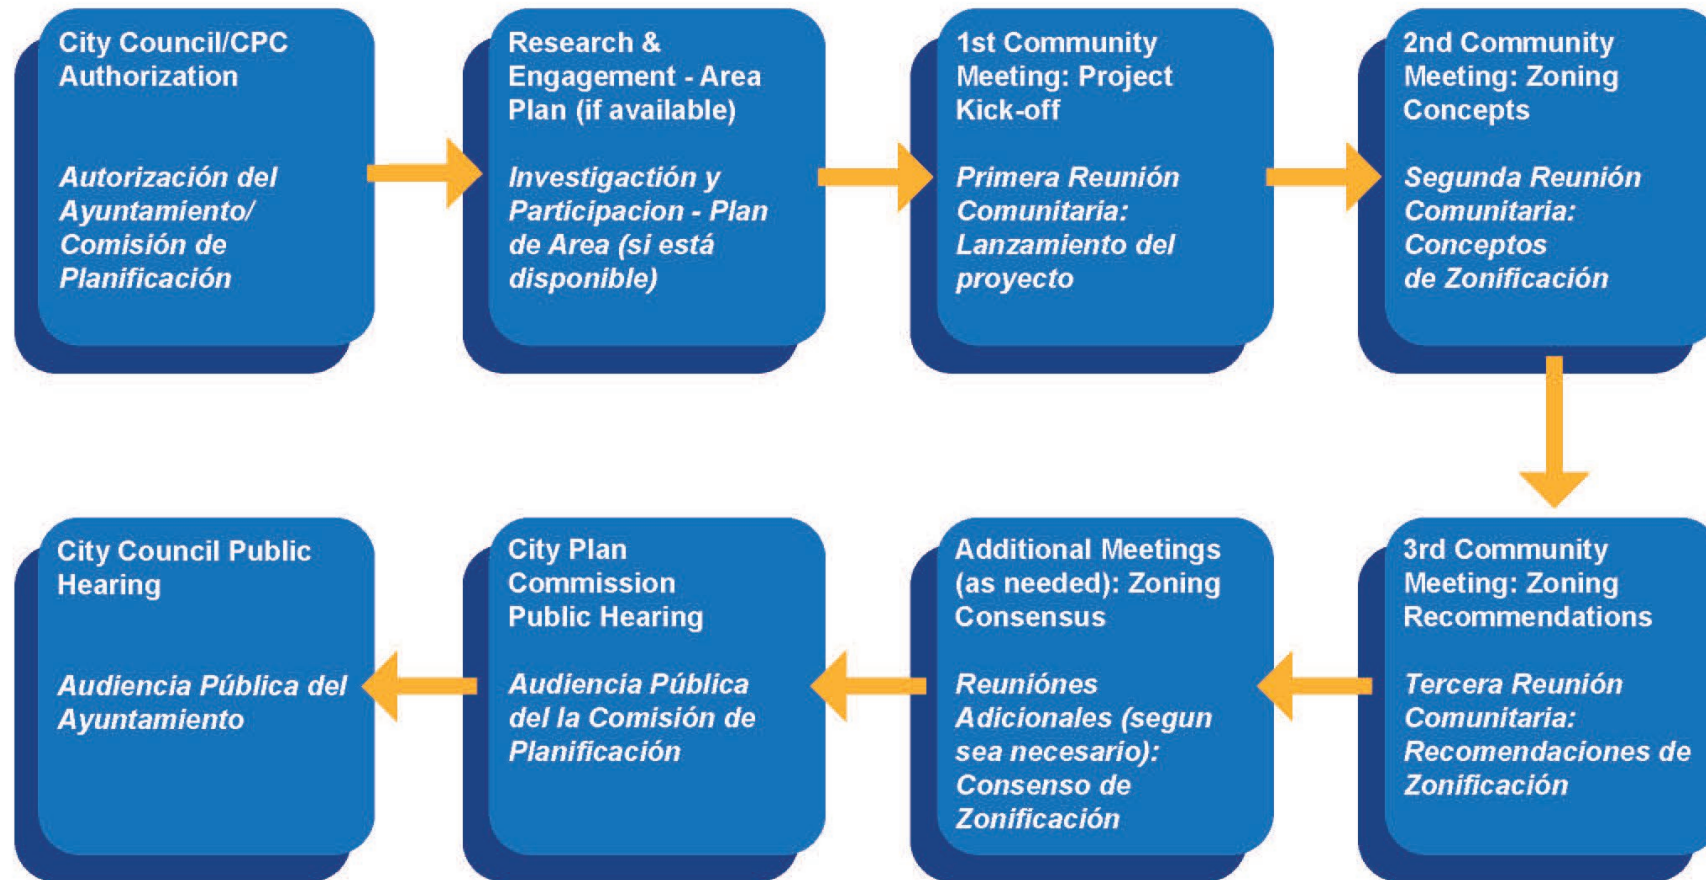 City Council/CPC
Authorization
Autorización del
Ayuntamiento/
Comisión de
Planificación
Research &
Engagement - Area
Plan (if available)
Investigactión y
Participacion - Plan
de Area (si está
disponible)
1st Community
Meeting: Project
Kick-off
Primera Reunión
Comunitaria:
Lanzamiento del
proyecto
2nd Community
Meeting: Zoning
Concepts
Segunda Reunión
Comunitaria:
Conceptos
de Zonificación
3rd Community
Meeting: Zoning
Recommendations
Tercera Reunión
Comunitaria:
Recomendaciones de
Zonificación
Additional Meetings
(as needed): Zoning
Consensus
Reuniónes
Adicionales (segun
sea necesario):
Consenso de
Zonificación
City Plan
Commission
Public Hearing
Audiencia Pública
del la Comisión de
Planificación
City Council Public
Hearing
Audiencia Pública del
Ayuntamiento